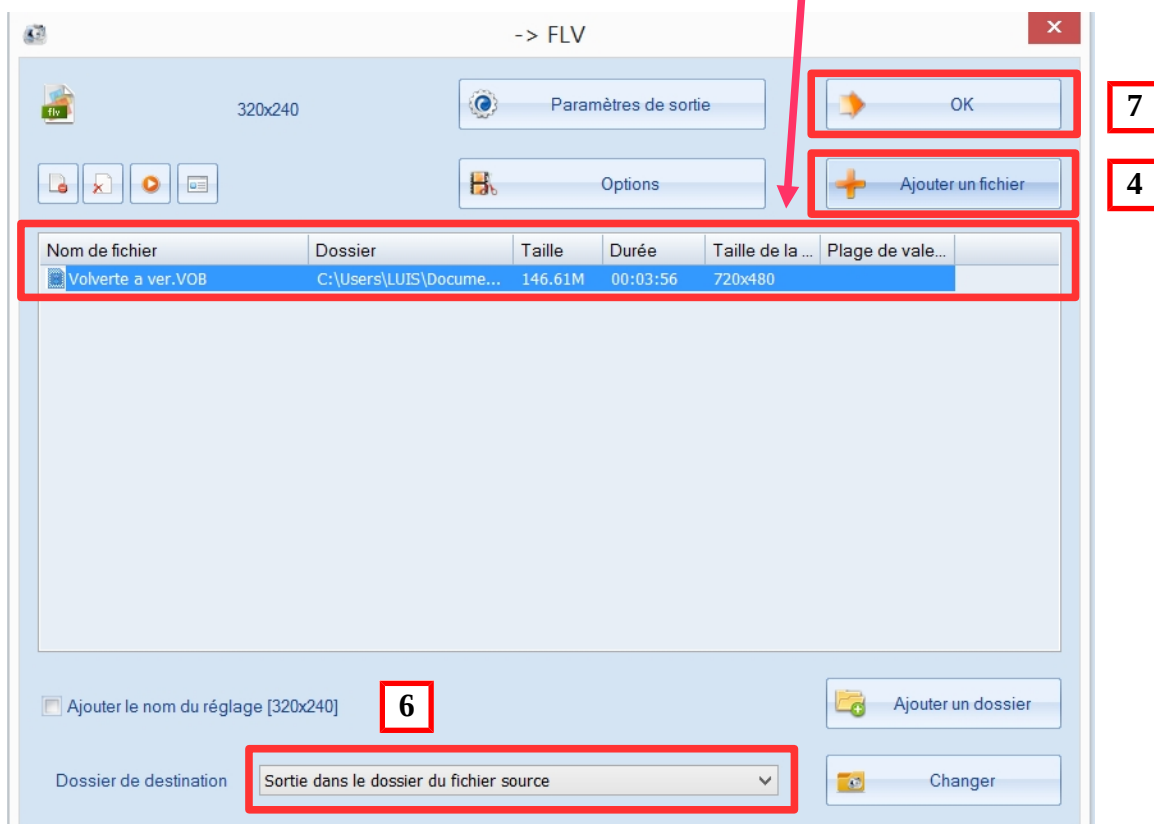 -> FLV
x
flv
320x240
Paramètres de sortie
OK
7
Options
Ajouter un fichier
4
Nom de fichier Dossier Taille Durée Taille de la ... Plage de vale...
Volverte a ver.VOB C:\Users\LUIS\Docume... 146.61M 00:03:56 720x480
Ajouter le nom du réglage [320x240]
6
Ajouter un dossier
Dossier de destination
Sortie dans le dossier du fichier source
Changer